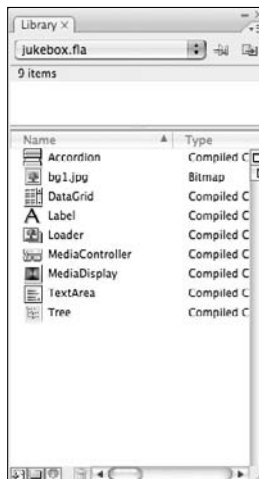 Library ×
jukebox.fla
9 items
Name Type
Accordion Compiled C
bg1.jpg Bitmap
DataGrid Compiled C
A Label Compiled C
Loader Compiled C
MediaController Compiled C
MediaDisplay Compiled C
TextArea Compiled C
Tree Compiled C